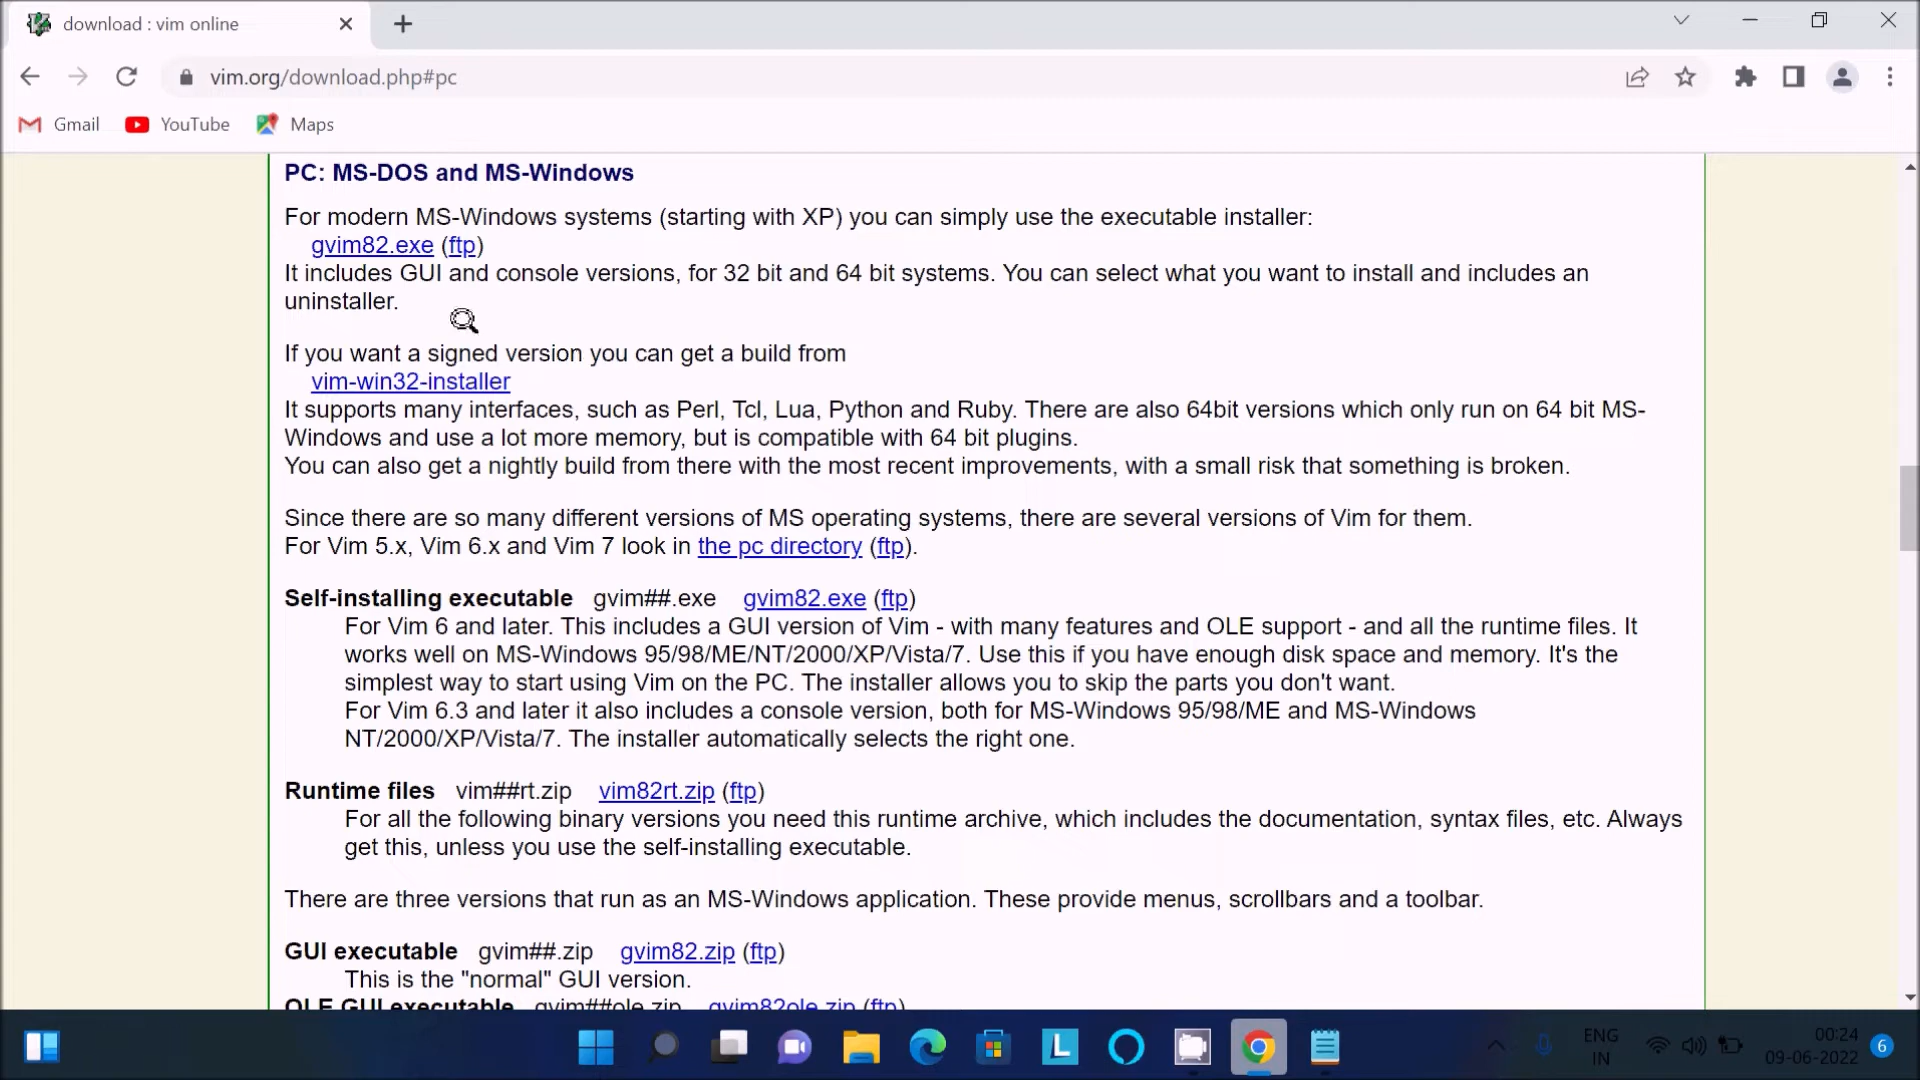 download : vim online
vim.org/download.php#pc
Gmail YouTube Maps
PC: MS-DOS and MS-Windows
For modern MS-Windows systems (starting with XP) you can simply use the executable installer:
gvim82.exe (ftp)
It includes GUI and console versions, for 32 bit and 64 bit systems. You can select what you want to install and includes an
uninstaller.
If you want a signed version you can get a build from
vim-win32-installer
It supports many interfaces, such as Perl, Tcl, Lua, Python and Ruby. There are also 64bit versions which only run on 64 bit MS-
Windows and use a lot more memory, but is compatible with 64 bit plugins.
You can also get a nightly build from there with the most recent improvements, with a small risk that something is broken.
Since there are so many different versions of MS operating systems, there are several versions of Vim for them.
For Vim 5.x, Vim 6.x and Vim 7 look in the pc directory (ftp).
Self-installing executable gvim##.exe gvim82.exe (ftp)
For Vim 6 and later. This includes a GUI version of Vim - with many features and OLE support - and all the runtime files. It
works well on MS-Windows 95/98/ME/NT/2000/XP/Vista/7. Use this if you have enough disk space and memory. It's the
simplest way to start using Vim on the PC. The installer allows you to skip the parts you don't want.
For Vim 6.3 and later it also includes a console version, both for MS-Windows 95/98/ME and MS-Windows
NT/2000/XP/Vista/7. The installer automatically selects the right one.
Runtime files vim##rt.zip vim82rt.zip (ftp)
For all the following binary versions you need this runtime archive, which includes the documentation, syntax files, etc. Always
get this, unless you use the self-installing executable.
There are three versions that run as an MS-Windows application. These provide menus, scrollbars and a toolbar.
GUI executable gvim##.zip gvim82.zip (ftp)
This is the "normal" GUI version.
OLE GUI executable gvim##ole.zip gvim82ole.zip (ftp)
L
ENG
IN
00:24
09-06-2022
6